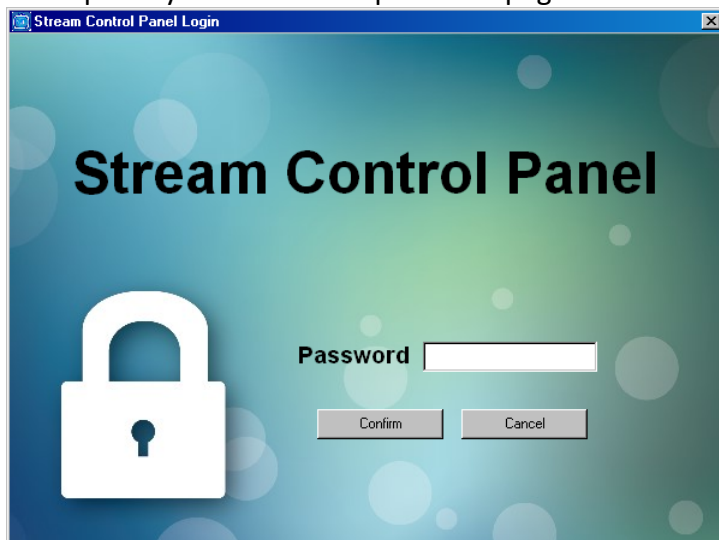 Stream Control Panel Login
Stream Control Panel
Password
Confirm
Cancel